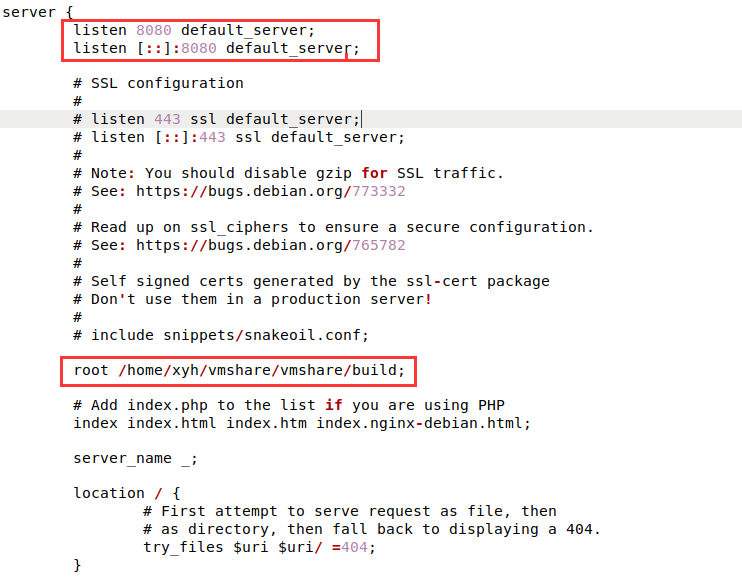 server {
listen 8080 default_server;
listen [::]:8080 default_server;
# SSL configuration
#
# listen 443 ssl default_server;
# listen [::]:443 ssl default_server;
#
# Note: You should disable gzip for SSL traffic.
# See: https://bugs.debian.org/773332
#
# Read up on ssl_ciphers to ensure a secure configuration.
# See: https://bugs.debian.org/765782
#
# Self signed certs generated by the ssl-cert package
# Don't use them in a production server!
#
# include snippets/snakeoil.conf;
root /home/xyh/vmshare/vmshare/build;
# Add index.php to the list if you are using PHP
index index.html index.htm index.nginx-debian.html;
server_name _;
location / {
# First attempt to serve request as file, then
# as directory, then fall back to displaying a 404.
try_files $uri $uri/ =404;
}